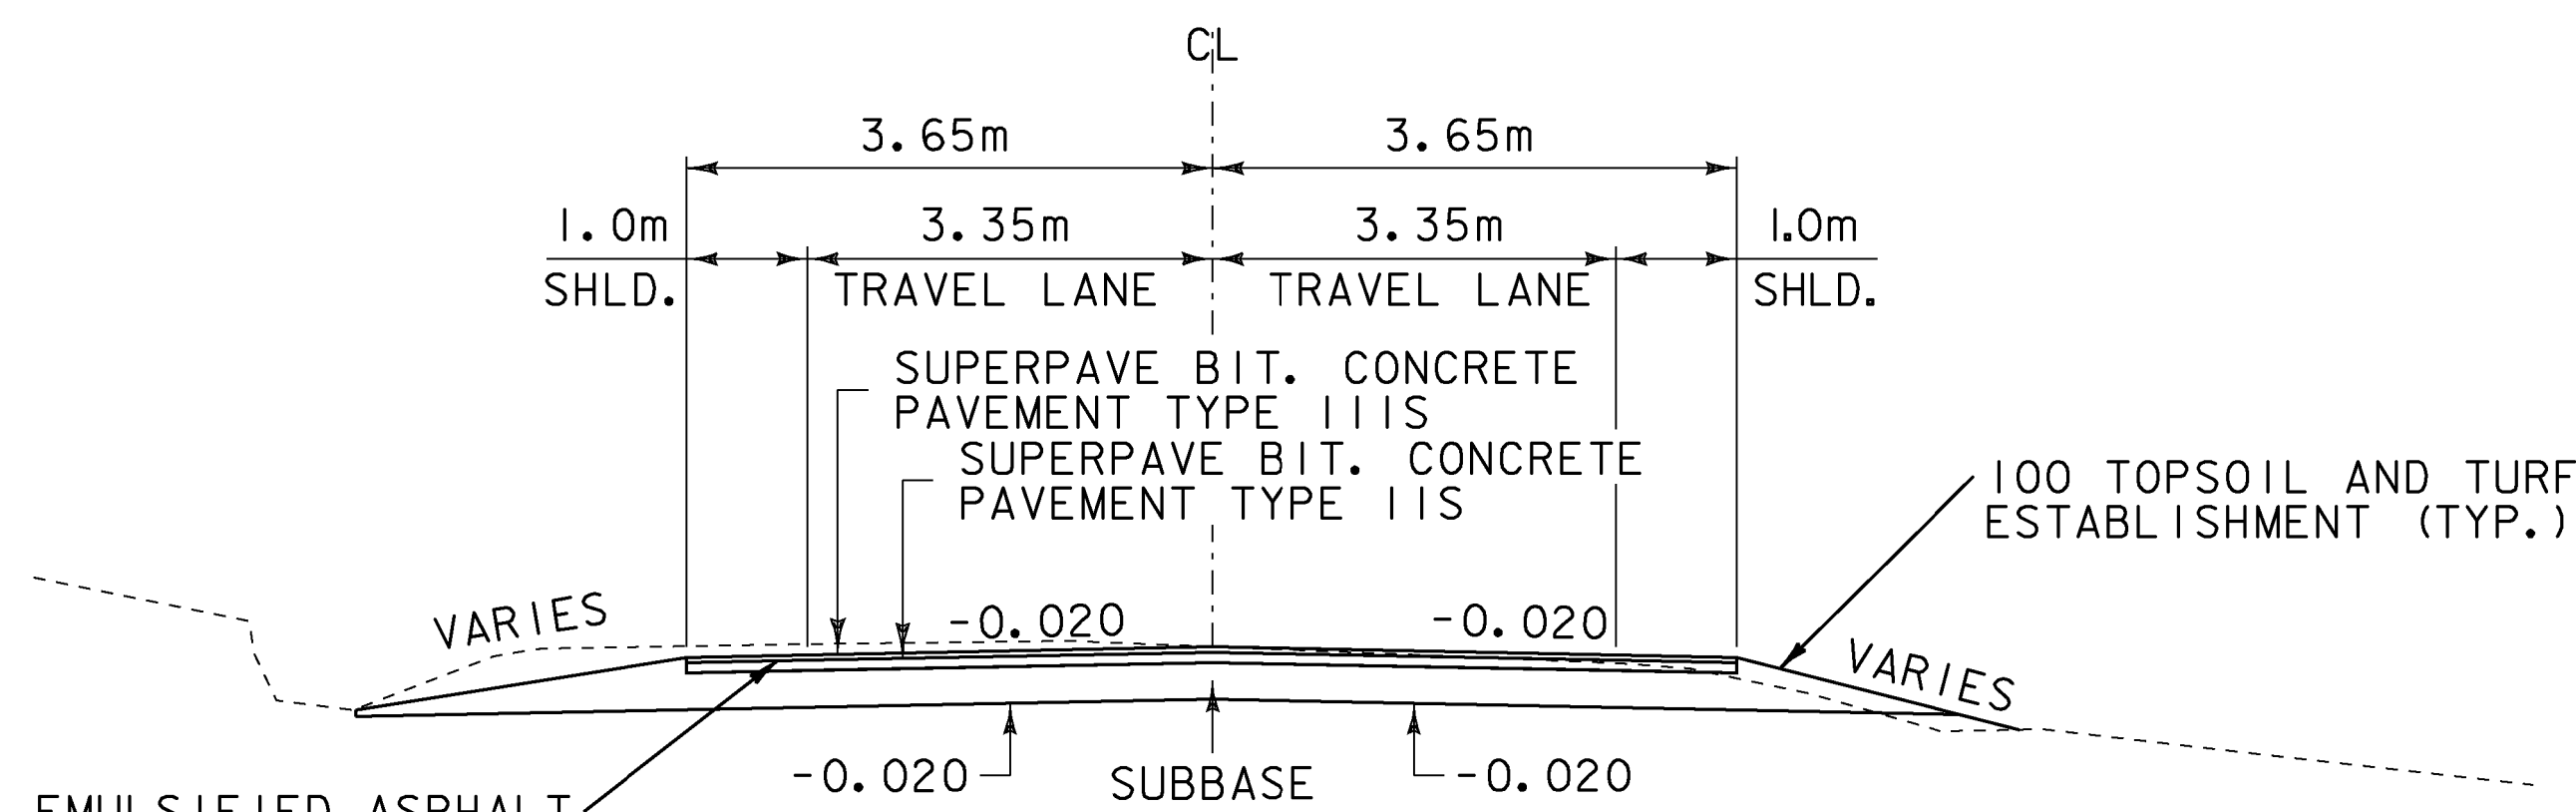 CL
3.65m 3.65m
1.0m 3.35m 3.35m 1.0m
SHLD. TRAVEL LANE TRAVEL LANE SHLD.
SUPERPAVE BIT. CONCRETE
PAVEMENT TYPE IIIS
SUPERPAVE BIT. CONCRETE
PAVEMENT TYPE IIS
100 TOPSOIL AND TURF
ESTABLISHMENT (TYP.)
VARIES -0.020 -0.020 VARIES
-0.020 SUBBASE -0.020
EMULSIFIED ASPHALT